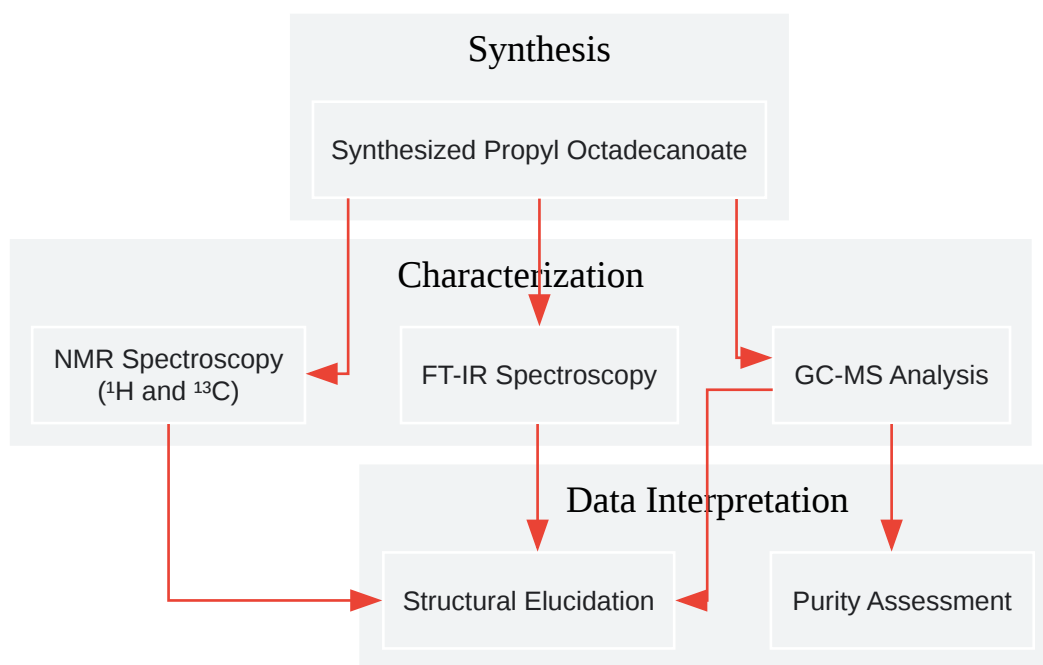 Synthesis
Synthesized Propyl Octadecanoate
Characterization
NMR Spectroscopy
(¹H and ¹³C)
FT-IR Spectroscopy
GC-MS Analysis
Data Interpretation
Structural Elucidation
Purity Assessment